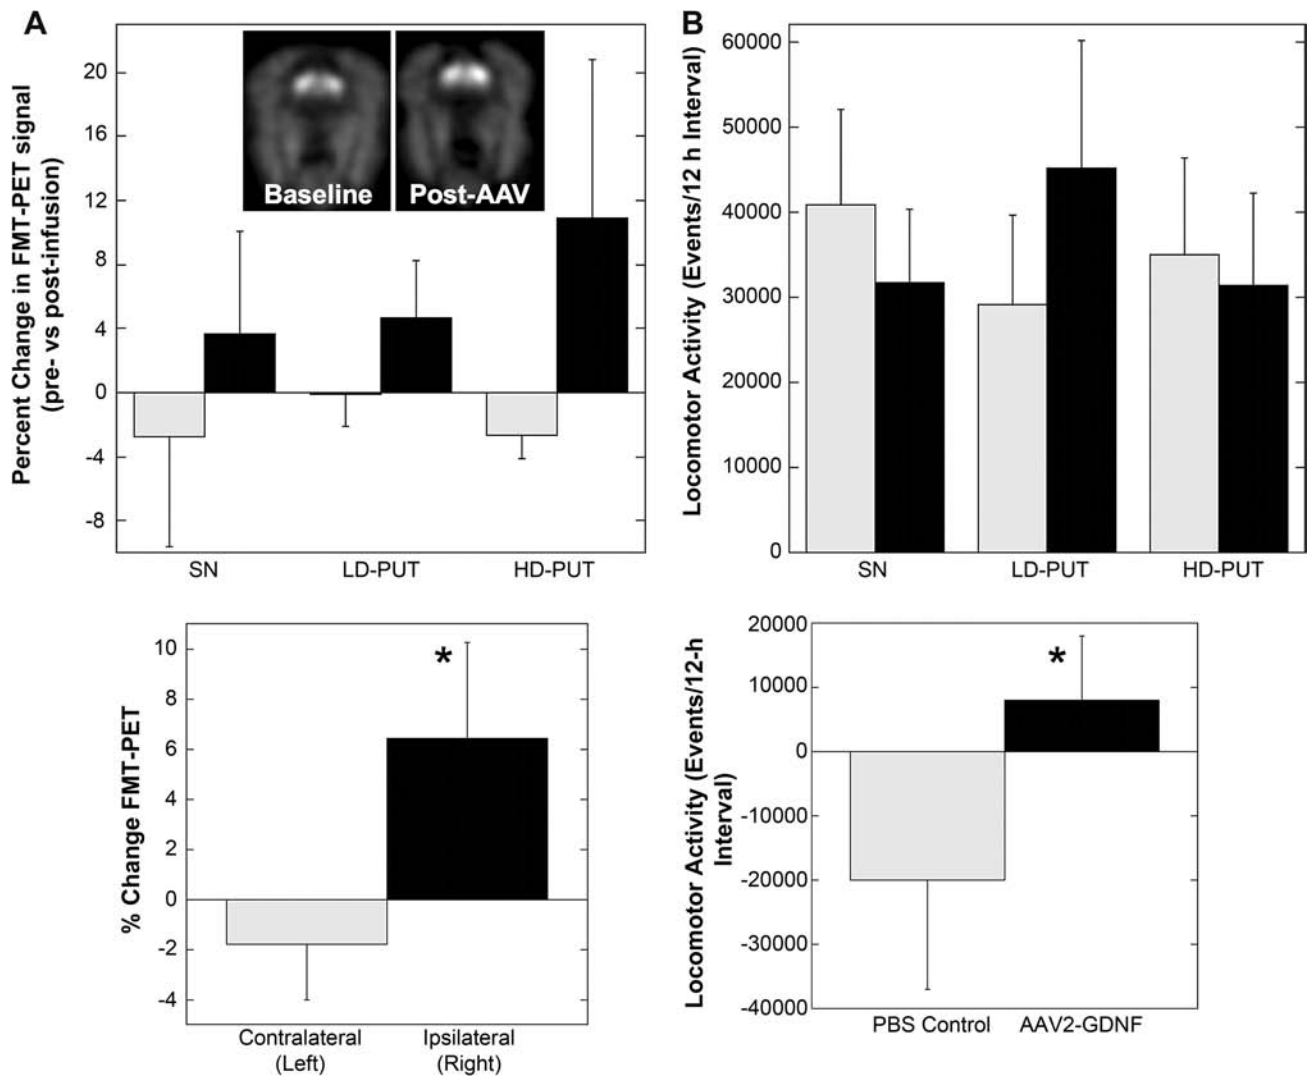 A
Percent Change in FMT-PET signal
(pre- vs post-infusion)
20
16
12
8
4
0
-4
-8
Baseline
Post-AAV
SN
LD-PUT
HD-PUT
B
Locomotor Activity (Events/12 h Interval)
60000
50000
40000
30000
20000
10000
0
SN
LD-PUT
HD-PUT
% Change FMT-PET
10
8
6
4
2
0
-2
-4
*
Contralateral
(Left)
Ipsilateral
(Right)
Locomotor Activity (Events/12-h
Interval)
20000
10000
0
-10000
-20000
-30000
-40000
*
PBS Control
AAV2-GDNF